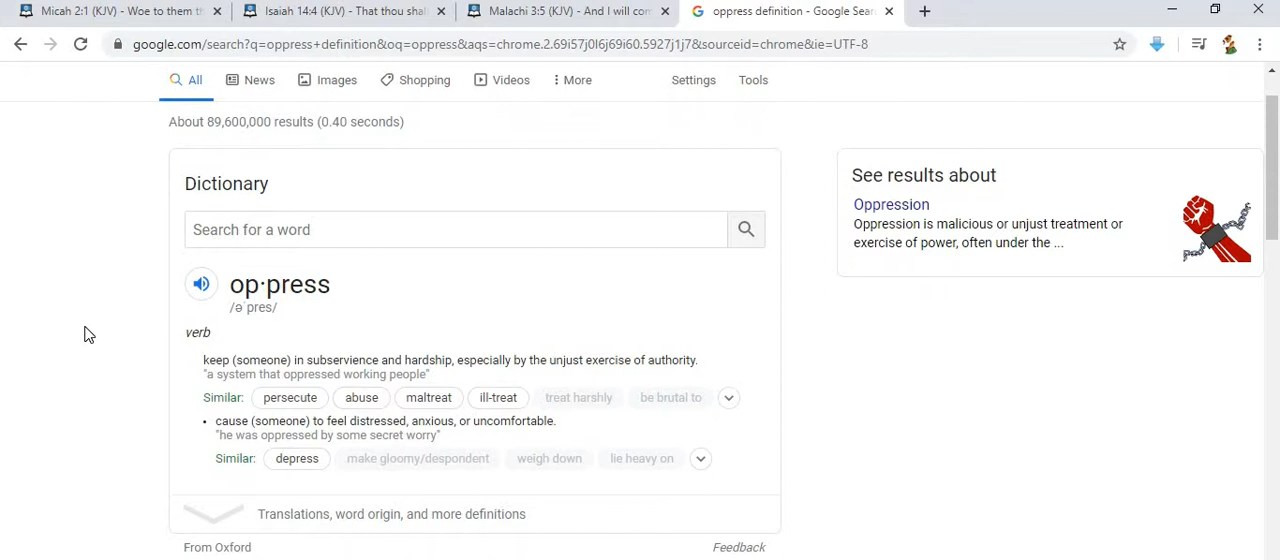 Micah 2:1 (KJV) - Woe to them th
Isaiah 14:4 (KJV) - That thou shal
Malachi 3:5 (KJV) - And I will com
oppress definition - Google Sear
google.com/search?q=oppress+definition&oq=oppress&aqs=chrome.2.69i57j0l6j69i60.5927j1j7&sourceid=chrome&ie=UTF-8
All News Images Shopping Videos More Settings Tools
About 89,600,000 results (0.40 seconds)
Dictionary
Search for a word
op·press
/əˈpres/
verb
keep (someone) in subservience and hardship, especially by the unjust exercise of authority.
"a system that oppressed working people"
Similar: persecute abuse maltreat ill-treat treat harshly be brutal to
• cause (someone) to feel distressed, anxious, or uncomfortable.
"he was oppressed by some secret worry"
Similar: depress make gloomy/despondent weigh down lie heavy on
Translations, word origin, and more definitions
From Oxford
Feedback
See results about
Oppression
Oppression is malicious or unjust treatment or
exercise of power, often under the ...